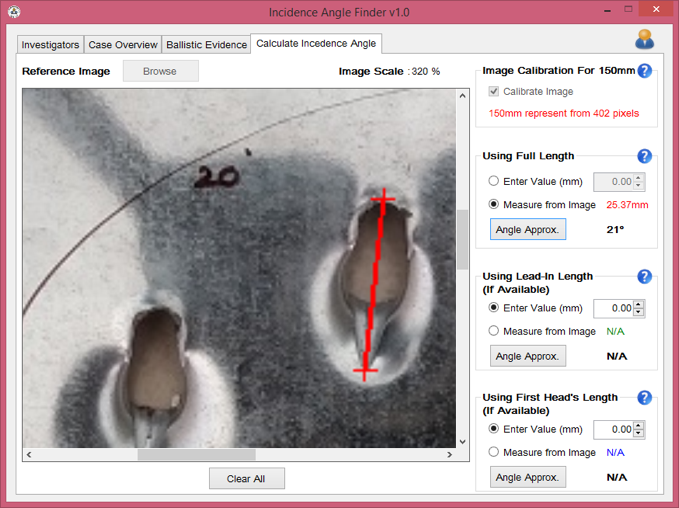 Incidence Angle Finder v1.0
Investigators Case Overview Ballistic Evidence Calculate Incedence Angle
Reference Image Browse Image Scale : 320 %
20
Image Calibration For 150mm ?
Calibrate Image
150mm represent from 402 pixels
Using Full Length ?
Enter Value (mm) 0.00
Measure from Image 25.37mm
Angle Approx. 21°
Using Lead-In Length ?
(If Available)
Enter Value (mm) 0.00
Measure from Image N/A
Angle Approx. N/A
Using First Head's Length ?
(If Available)
Enter Value (mm) 0.00
Measure from Image N/A
Angle Approx. N/A
Clear All